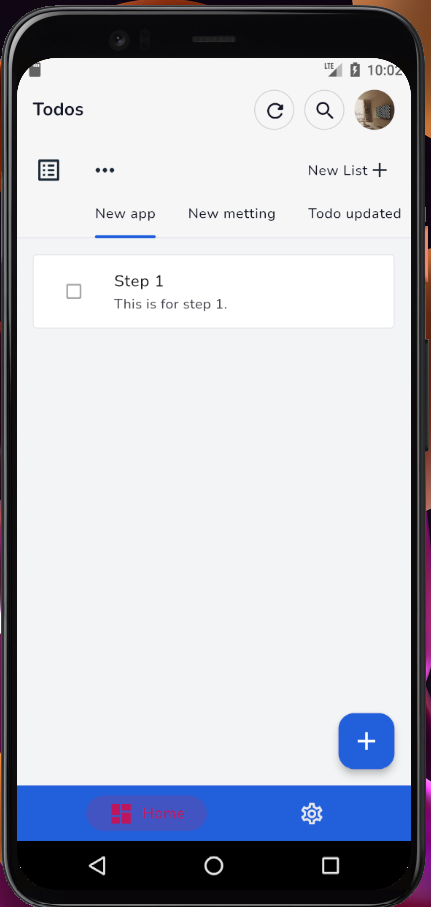 LTE 10:02
Todos
New List
New app New metting Todo updated
Step 1
This is for step 1.
Home